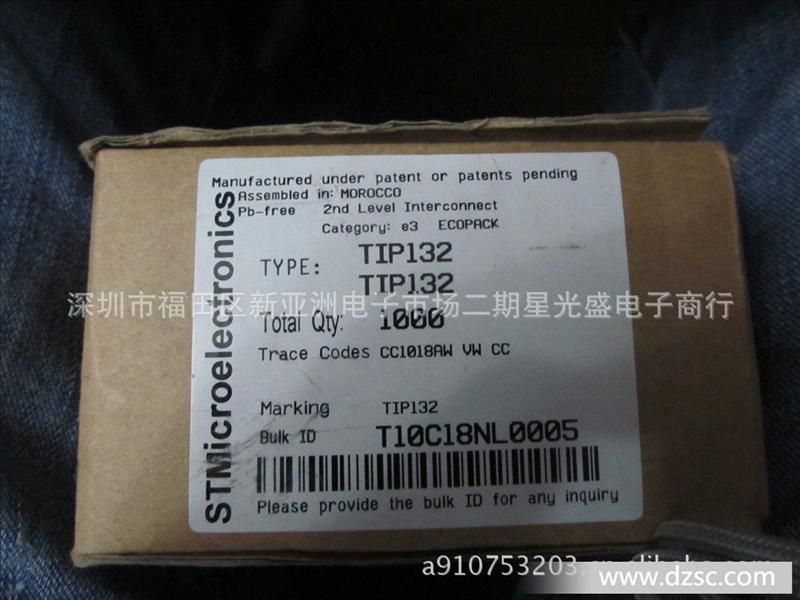 Manufactured under patent or patents pending
Assembled in: MOROCCO
Pb-free 2nd Level Interconnect
Category: e3 ECOPACK
TYPE: TIP132
TIP132
深圳市福田区新亚洲电子市场二期星光盛电子商行
Total Qty: 1000
Trace Codes CC1018AW VW CC
Marking TIP132
Bulk ID T10C18NL0005
Please provide the bulk ID for any inquiry
STMicroelectronics
a910753203.cn.alibaba.com
www.dzsc.com